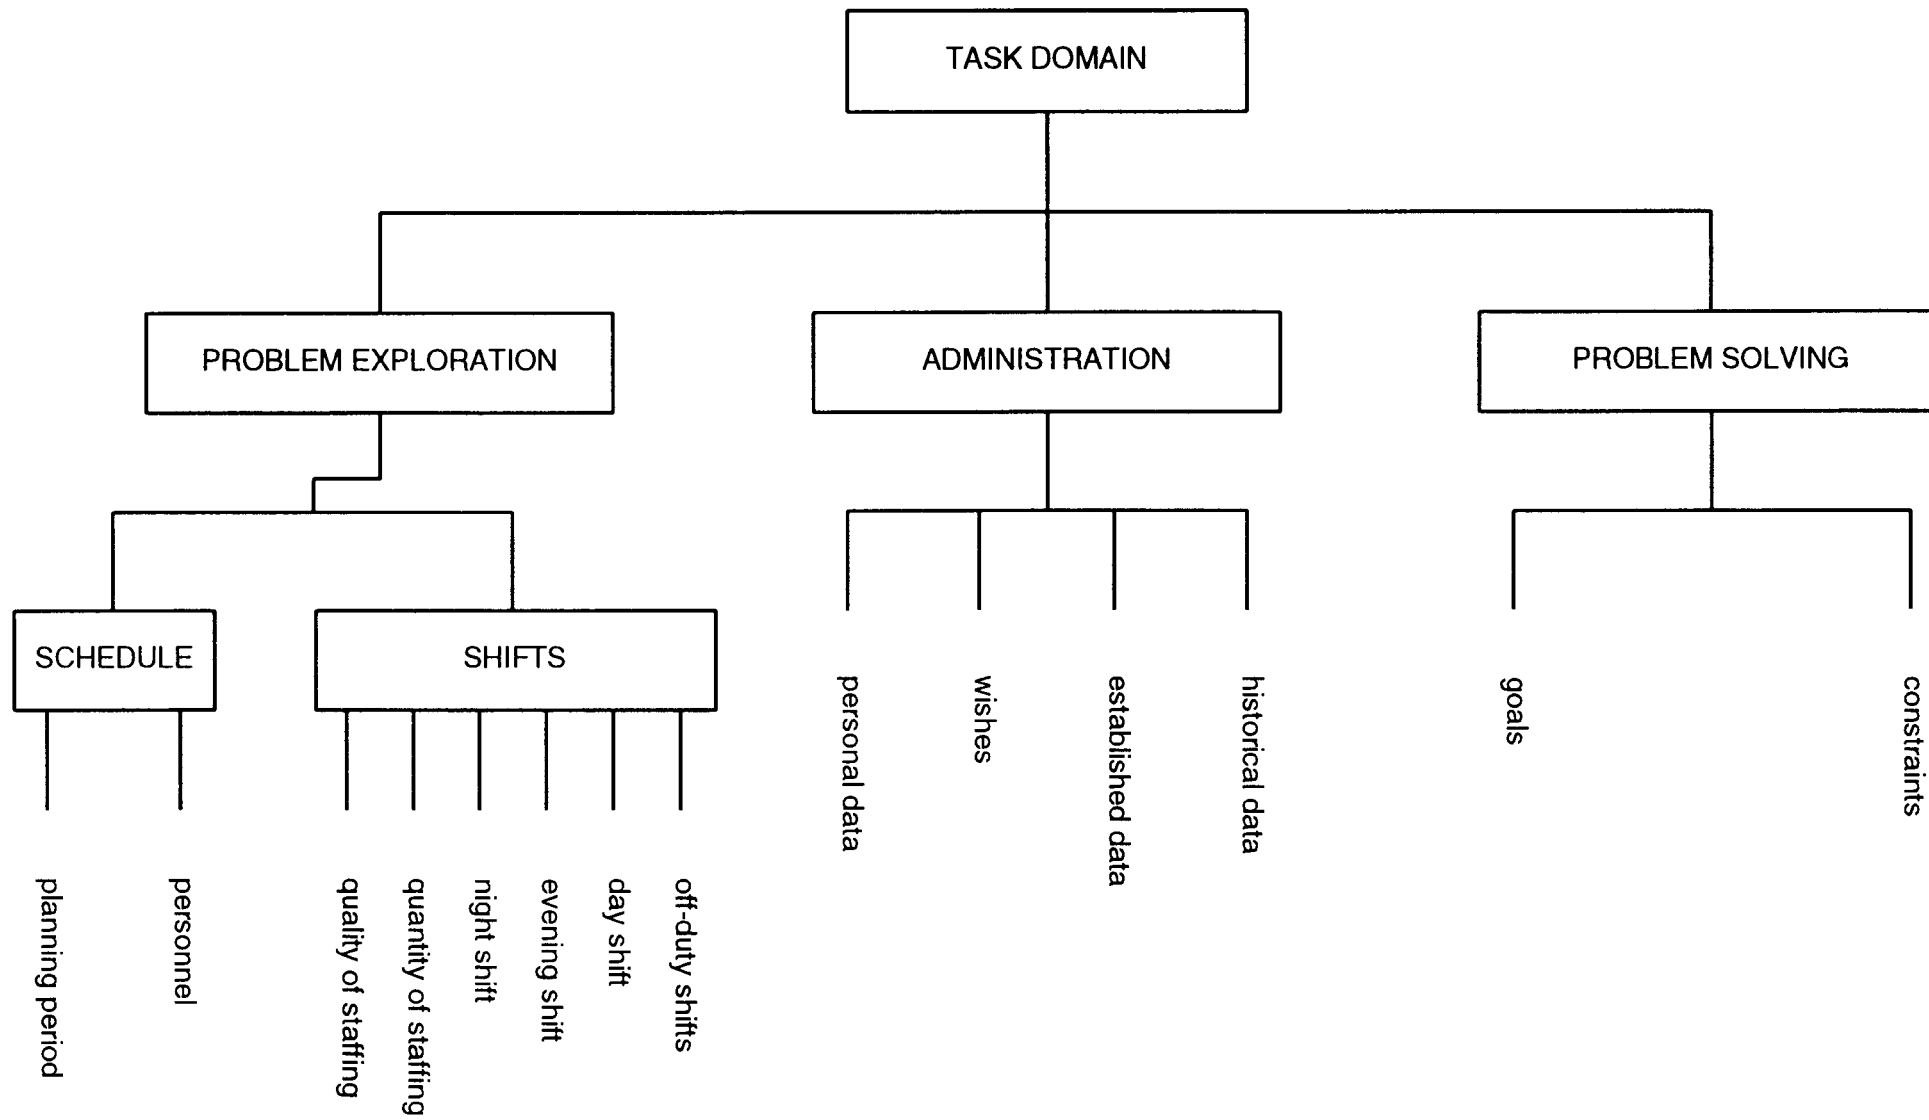 TASK DOMAIN
PROBLEM EXPLORATION
ADMINISTRATION
PROBLEM SOLVING
SCHEDULE
SHIFTS
personal data
wishes
established data
historical data
goals
constraints
planning period
personnel
quality of staffing
quantity of staffing
night shift
evening shift
day shift
off-duty shifts